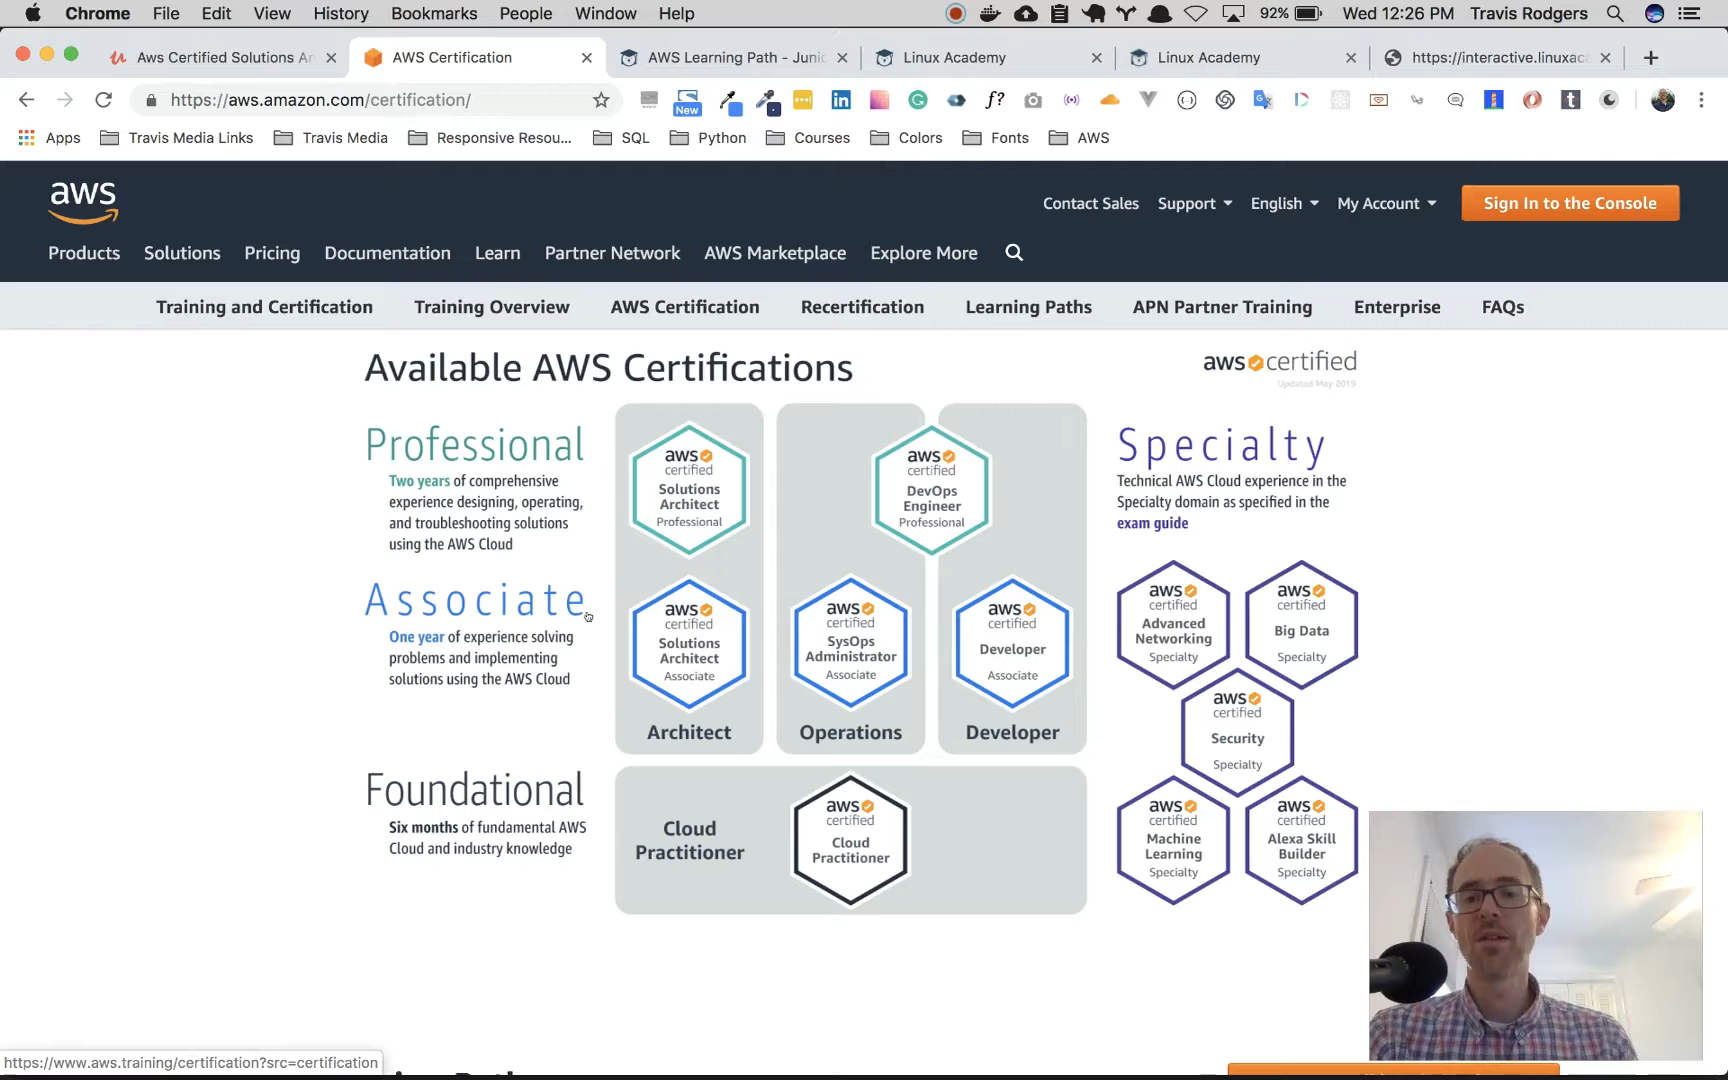 Chrome File Edit View History Bookmarks People Window Help 92% Wed 12:26 PM Travis Rodgers
Aws Certified Solutions Ar
AWS Certification
AWS Learning Path - Juni
Linux Academy
Linux Academy
https://interactive.linuxaca
https://aws.amazon.com/certification/
New
f?
Apps Travis Media Links Travis Media Responsive Resou... SQL Python Courses Colors Fonts AWS
aws
Contact Sales Support English My Account Sign In to the Console
Products Solutions Pricing Documentation Learn Partner Network AWS Marketplace Explore More
Training and Certification Training Overview AWS Certification Recertification Learning Paths APN Partner Training Enterprise FAQs
Available AWS Certifications
aws certified
Updated May 2019
Professional
Two years of comprehensive
experience designing, operating,
and troubleshooting solutions
using the AWS Cloud
aws
certified
Solutions
Architect
Professional
aws
certified
DevOps
Engineer
Professional
Associate
One year of experience solving
problems and implementing
solutions using the AWS Cloud
aws
certified
Solutions
Architect
Associate
aws
certified
SysOps
Administrator
Associate
aws
certified
Developer
Associate
Architect
Operations
Developer
Foundational
Six months of fundamental AWS
Cloud and industry knowledge
Cloud
Practitioner
aws
certified
Cloud
Practitioner
Specialty
Technical AWS Cloud experience in the
Specialty domain as specified in the
exam guide
aws
certified
Advanced
Networking
Specialty
aws
certified
Big Data
Specialty
aws
certified
Security
Specialty
aws
certified
Machine
Learning
Specialty
aws
certified
Alexa Skill
Builder
Specialty
https://www.aws.training/certification?src=certification